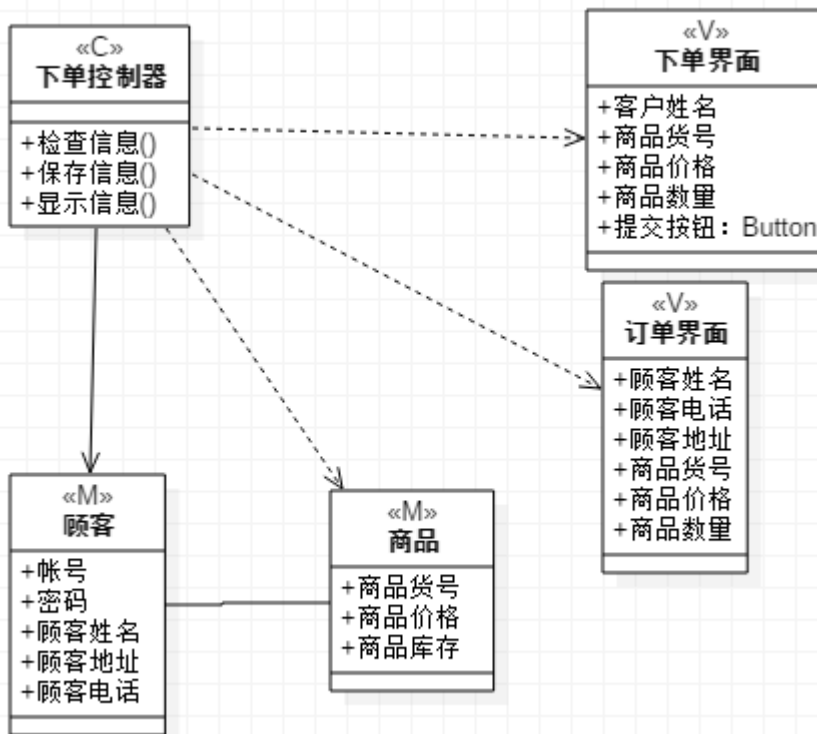 «C»
下单控制器
+检查信息()
+保存信息()
+显示信息()
«V»
下单界面
+客户姓名
+商品货号
+商品价格
+商品数量
+提交按钮：Button
«V»
订单界面
+顾客姓名
+顾客电话
+顾客地址
+商品货号
+商品价格
+商品数量
«M»
顾客
+帐号
+密码
+顾客姓名
+顾客地址
+顾客电话
«M»
商品
+商品货号
+商品价格
+商品库存